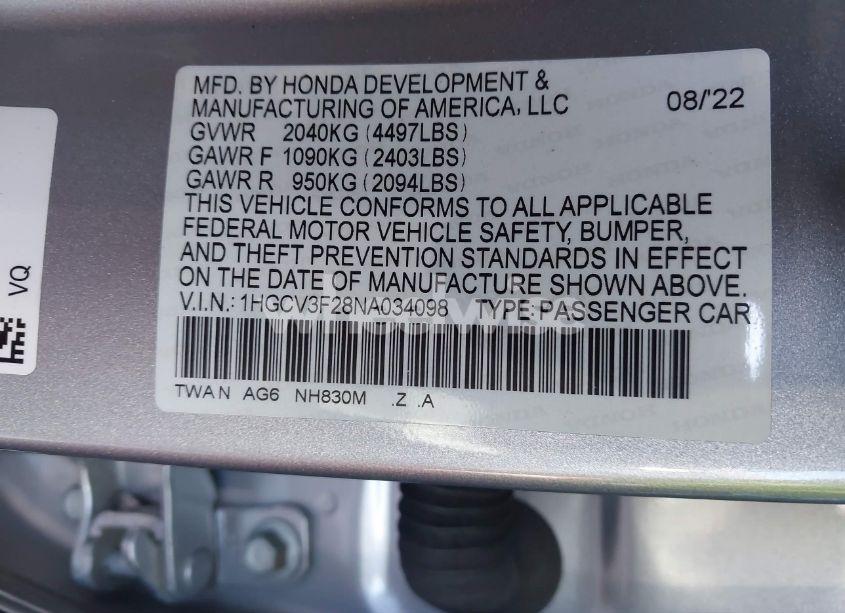 MFD. BY HONDA DEVELOPMENT &
MANUFACTURING OF AMERICA, LLC 08/'22
GVWR 2040KG (4497LBS)
GAWR F 1090KG (2403LBS)
GAWR R 950KG (2094LBS)
THIS VEHICLE CONFORMS TO ALL APPLICABLE
FEDERAL MOTOR VEHICLE SAFETY, BUMPER,
AND THEFT PREVENTION STANDARDS IN EFFECT
ON THE DATE OF MANUFACTURE SHOWN ABOVE.
V.I.N.: 1HGCV3F28NA034098 TYPE: PASSENGER CAR
TWA N AG6 NH830M .Z .A
VQ